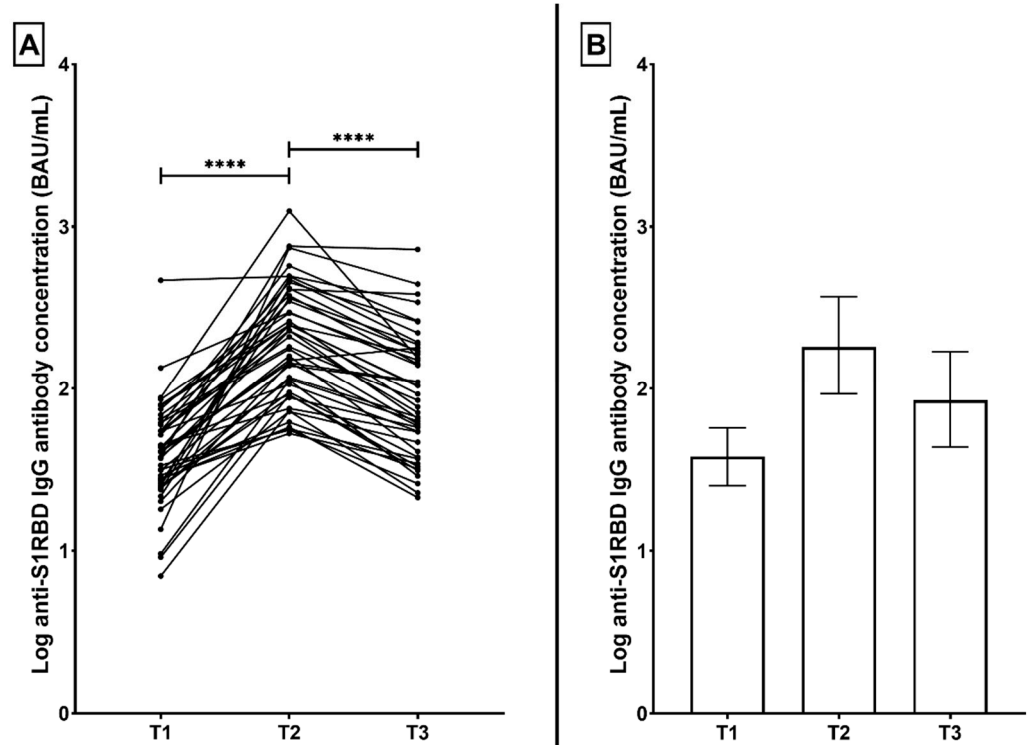 A
Log anti-S1RBD IgG antibody concentration (BAU/mL)
4
3
2
1
0
****
****
T1
T2
T3
B
Log anti-S1RBD IgG antibody concentration (BAU/mL)
4
3
2
1
0
T1
T2
T3